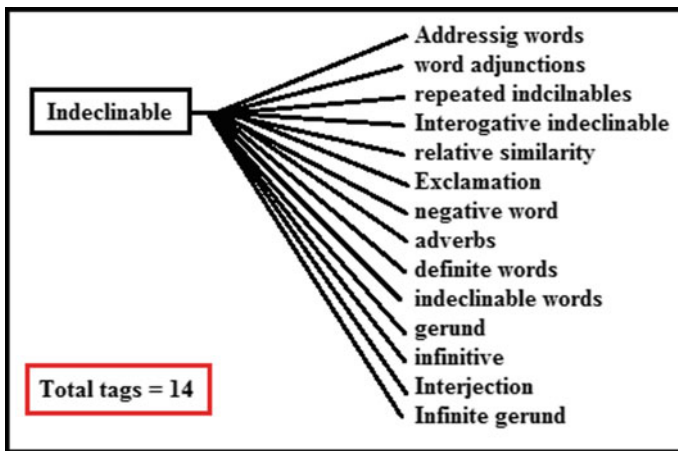 Addressig words
word adjunctions
repeated indcilnables
Indeclinable
Interogative indeclinable
relative similarity
Exclamation
negative word
adverbs
definite words
indeclinable words
gerund
infinitive
Total tags = 14
Interjection
Infinite gerund